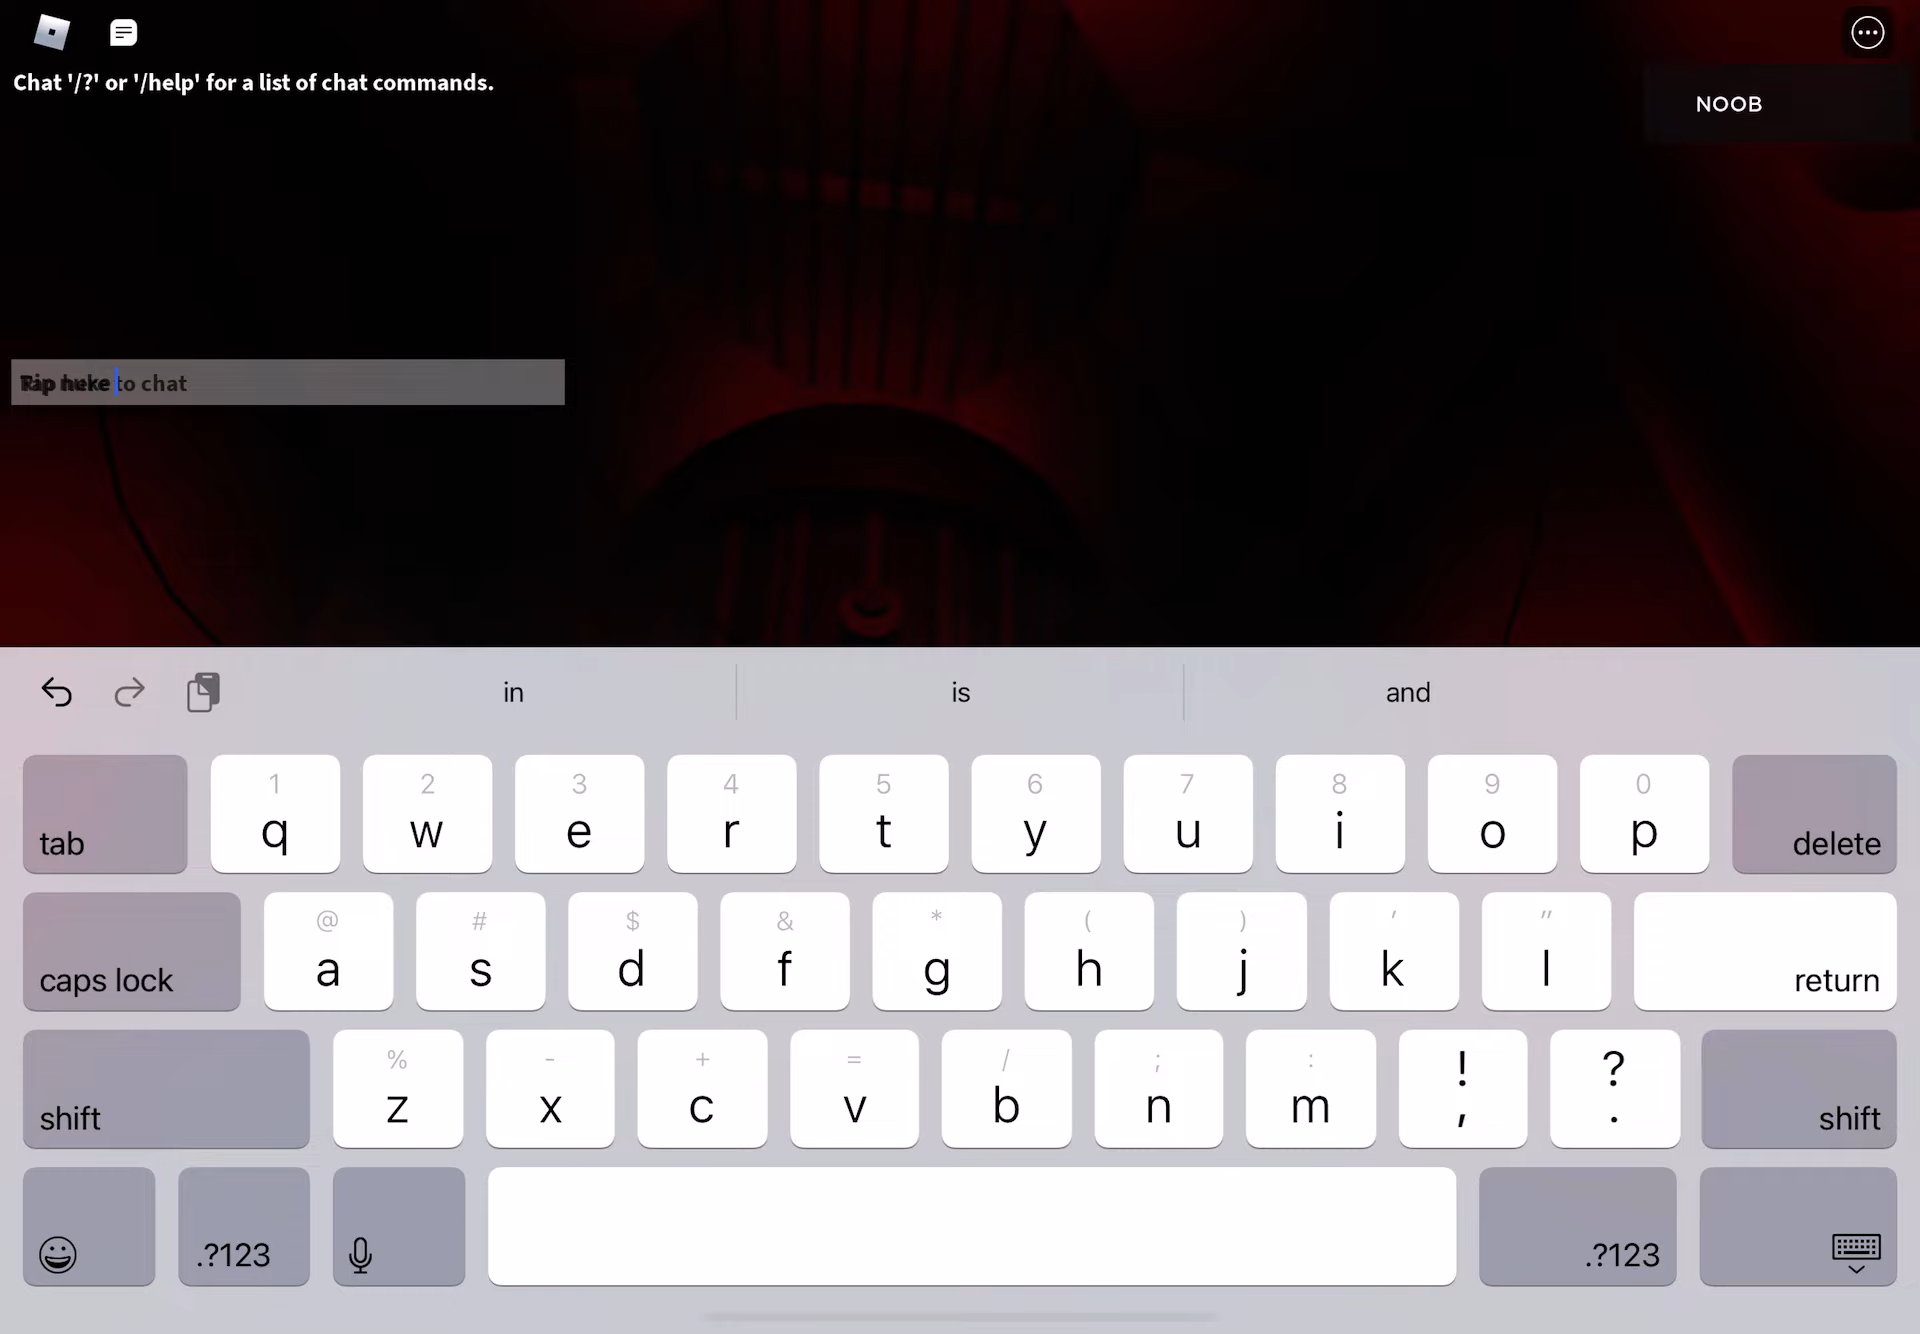 Chat '/?' or '/help' for a list of chat commands.
NOOB
to chat
in is and
1 2 3 4 5 6 7 8 9 0
tab q w e r t y u i o p delete
@ # $ & * ( ) ' "
caps lock a s d f g h j k l return
% - + = / ; : ! ?
shift z x c v b n m , . shift
.?123 .?123